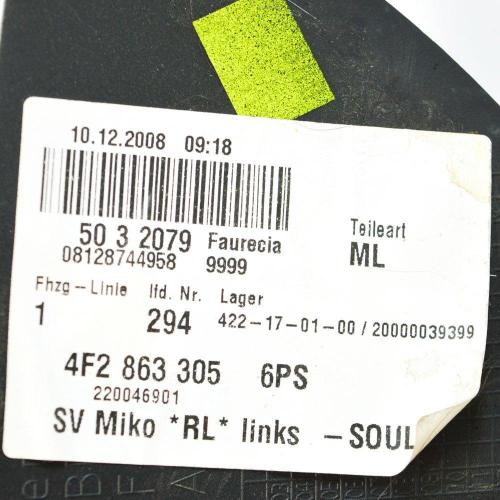 10.12.2008 09:18
50 3 2079 Faurecia
08128744958 9999
Teileart
ML
Fhzg-Linie lfd. Nr. Lager
1 294 422-17-01-00 / 20000039399
4F2 863 305 6PS
220046901
SV Miko *RL* links -SOUL